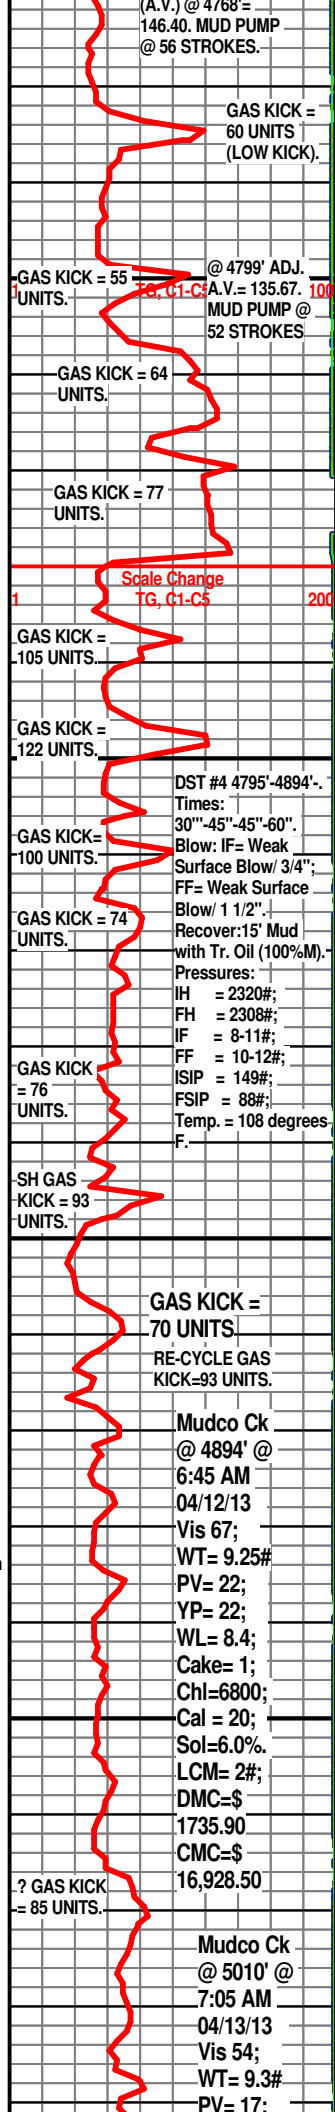 (A.V.) @ 4768'=
146.40. MUD PUMP
@ 56 STROKES.
GAS KICK =
60 UNITS
(LOW KICK).
GAS KICK = 55
UNITS.
1 TG, C1-C5 100
@ 4799' ADJ.
A.V.= 135.67.
MUD PUMP @
52 STROKES
GAS KICK = 64
UNITS.
GAS KICK = 77
UNITS.
Scale Change
1 TG, C1-C5 200
GAS KICK =
105 UNITS.
GAS KICK =
122 UNITS.
DST #4 4795'-4894'-.
Times:
30'"-45"-45"-60".
Blow: IF= Weak
Surface Blow/ 3/4";
FF= Weak Surface
Blow/ 1 1/2".
Recover:15' Mud
with Tr. Oil (100%M).
Pressures:
IH = 2320#;
FH = 2308#;
IF = 8-11#;
FF = 10-12#;
ISIP = 149#;
FSIP = 88#;
Temp. = 108 degrees
F.
GAS KICK=
100 UNITS.
GAS KICK = 74
UNITS.
GAS KICK
= 76
UNITS.
SH GAS
KICK = 93
UNITS.
GAS KICK =
70 UNITS
RE-CYCLE GAS
KICK=93 UNITS.
Mudco Ck
@ 4894' @
6:45 AM
04/12/13
Vis 67;
WT= 9.25#
PV= 22;
YP= 22;
WL= 8.4;
Cake= 1;
Chl=6800;
Cal = 20;
Sol=6.0%.
LCM= 2#;
DMC=$
1735.90
CMC=$
16,928.50
? GAS KICK
= 85 UNITS.
Mudco Ck
@ 5010' @
7:05 AM
04/13/13
Vis 54;
WT= 9.3#
PV= 17;